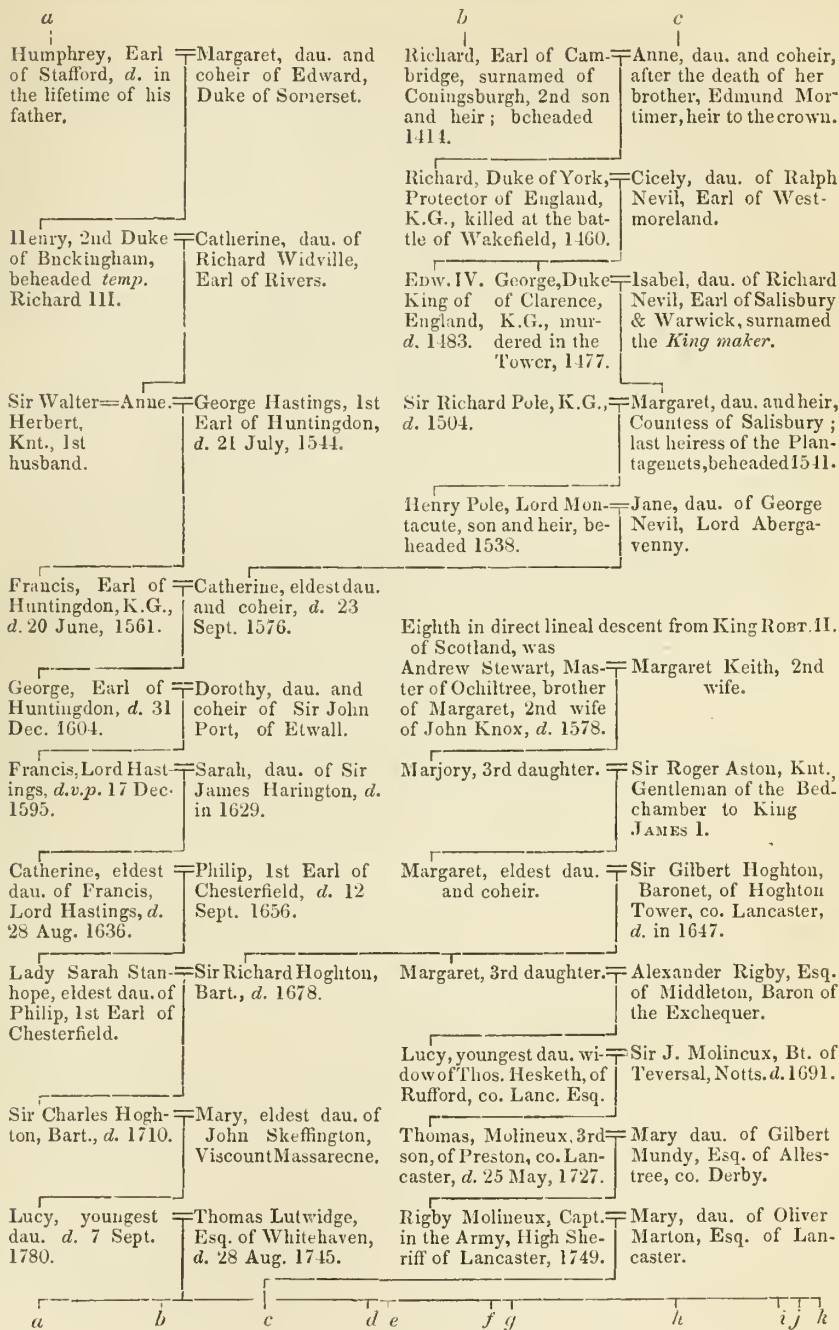 a
b
c
Humphrey, Earl
of Stafford, d. in
the lifetime of his
father.
Margaret, dau. and
coheir of Edward,
Duke of Somerset.
Richard, Earl of Cam-
bridge, surnamed of
Coningsburgh, 2nd son
and heir; beheaded
1414.
Anne, dau. and coheir,
after the death of her
brother, Edmund Mor-
timer, heir to the crown.
Richard, Duke of York,
Protector of England,
K.G., killed at the bat-
tle of Wakefield, 1460.
Cicely, dau. of Ralph
Nevil, Earl of West-
moreland.
Henry, 2nd Duke
of Buckingham,
beheaded temp.
Richard III.
Catherine, dau. of
Richard Widville,
Earl of Rivers.
EDW. IV.
King of
England,
d. 1483.
George, Duke
of Clarence,
K.G., mur-
dered in the
Tower, 1477.
Isabel, dau. of Richard
Nevil, Earl of Salisbury
& Warwick, surnamed
the King maker.
Sir Walter
Herbert,
Knt., 1st
husband.
Anne.
George Hastings, 1st
Earl of Huntingdon,
d. 21 July, 1544.
Sir Richard Pole, K.G.,
d. 1504.
Margaret, dau. and heir,
Countess of Salisbury;
last heiress of the Plan-
tagenets, beheaded 1541.
Henry Pole, Lord Mon-
tacute, son and heir, be-
headed 1538.
Jane, dau. of George
Nevil, Lord Aberga-
venny.
Francis, Earl of
Huntingdon, K.G.,
d. 20 June, 1561.
Catherine, eldest dau.
and coheir, d. 23
Sept. 1576.
Eighth in direct lineal descent from King ROBT. II.
of Scotland, was
Andrew Stewart, Mas-
ter of Ochiltree, brother
of Margaret, 2nd wife
of John Knox, d. 1578.
Margaret Keith, 2nd
wife.
George, Earl of
Huntingdon, d. 31
Dec. 1604.
Dorothy, dau. and
coheir of Sir John
Port, of Etwall.
Francis, Lord Hast-
ings, d.v.p. 17 Dec.
1595.
Sarah, dau. of Sir
James Harington, d.
in 1629.
Marjory, 3rd daughter.
Sir Roger Aston, Knt.,
Gentleman of the Bed-
chamber to King
JAMES I.
Catherine, eldest
dau. of Francis,
Lord Hastings, d.
28 Aug. 1636.
Philip, 1st Earl of
Chesterfield, d. 12
Sept. 1656.
Margaret, eldest dau.
and coheir.
Sir Gilbert Hoghton,
Baronet, of Hoghton
Tower, co. Lancaster,
d. in 1647.
Lady Sarah Stan-
hope, eldest dau. of
Philip, 1st Earl of
Chesterfield.
Sir Richard Hoghton,
Bart., d. 1678.
Margaret, 3rd daughter.
Alexander Rigby, Esq.
of Middleton, Baron of
the Exchequer.
Lucy, youngest dau. wi-
dow of Thos. Hesketh, of
Rufford, co. Lanc. Esq.
Sir J. Molineux, Bt. of
Teversal, Notts. d. 1691.
Sir Charles Hogh-
ton, Bart., d. 1710.
Mary, eldest dau. of
John Skeffington,
Viscount Massareene.
Thomas, Molineux, 3rd
son, of Preston, co. Lan-
caster, d. 25 May, 1727.
Mary dau. of Gilbert
Mundy, Esq. of Alles-
tree, co. Derby.
Lucy, youngest
dau. d. 7 Sept.
1780.
Thomas Lutwidge,
Esq. of Whitehaven,
d. 28 Aug. 1745.
Rigby Molineux, Capt.
in the Army, High She-
riff of Lancaster, 1749.
Mary, dau. of Oliver
Marton, Esq. of Lan-
caster.
a b c d e f g h i j k